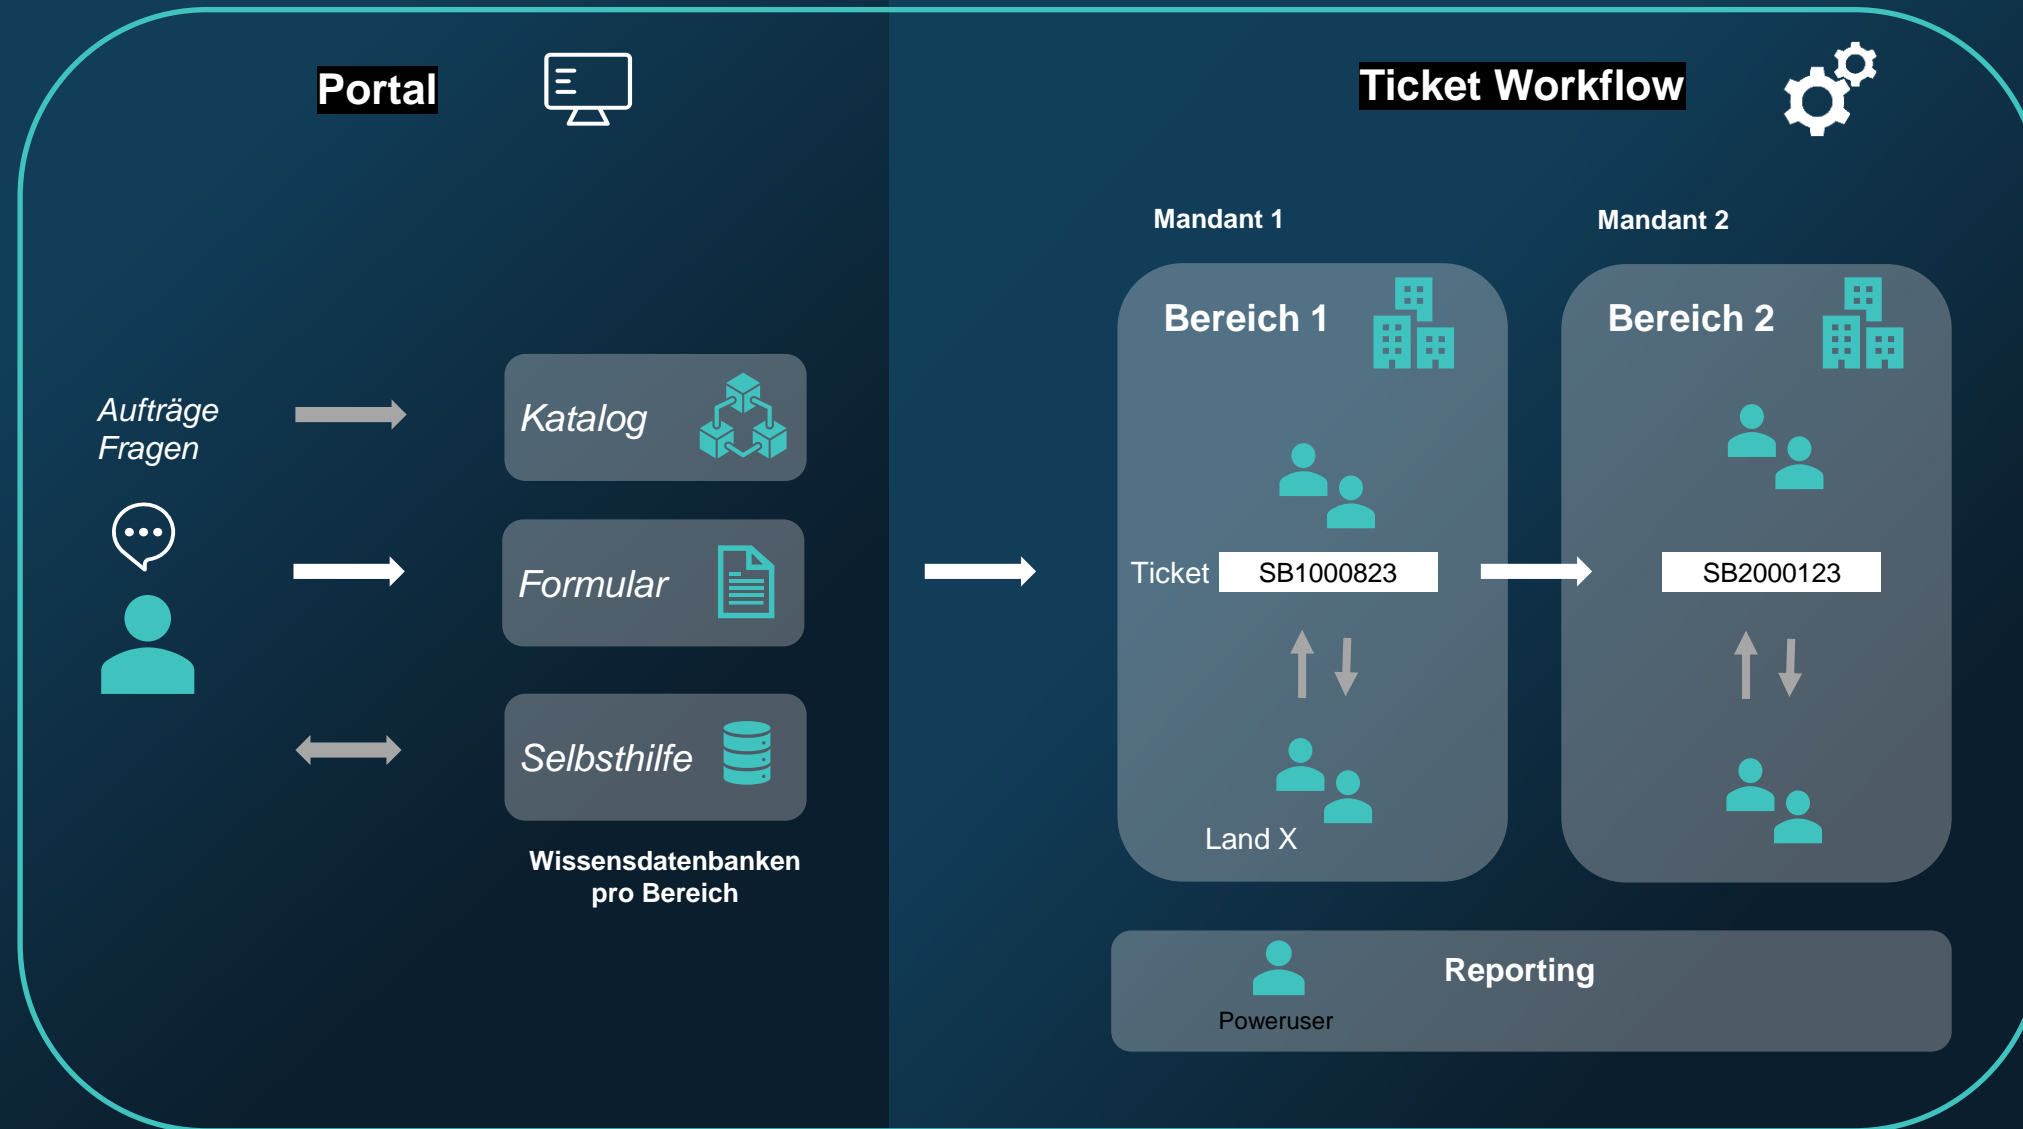 Portal
Ticket Workflow
Aufträge
Fragen
Katalog
Formular
Selbsthilfe
Wissensdatenbanken
pro Bereich
Mandant 1
Mandant 2
Bereich 1
Bereich 2
Ticket
SB1000823
SB2000123
Land X
Reporting
Poweruser